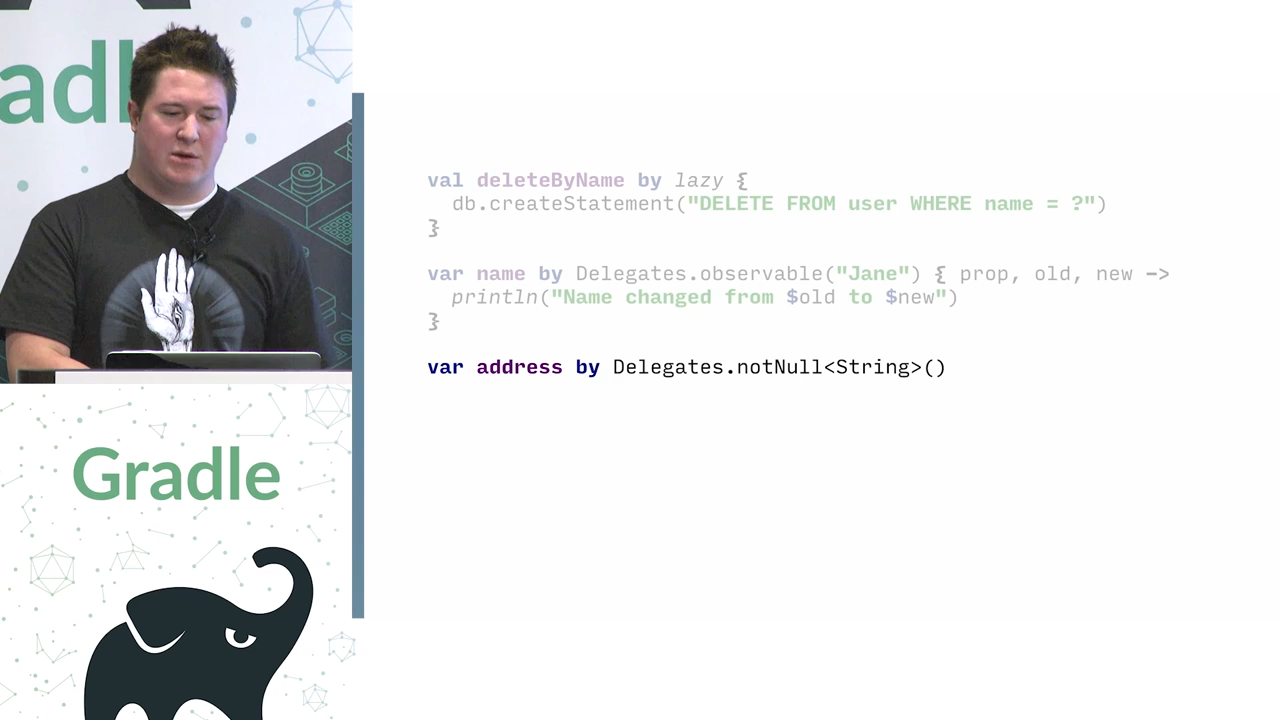 adl
val deleteByName by lazy {
  db.createStatement("DELETE FROM user WHERE name = ?")
}
var name by Delegates.observable("Jane") { prop, old, new ->
  println("Name changed from $old to $new")
}
var address by Delegates.notNull<String>()
Gradle